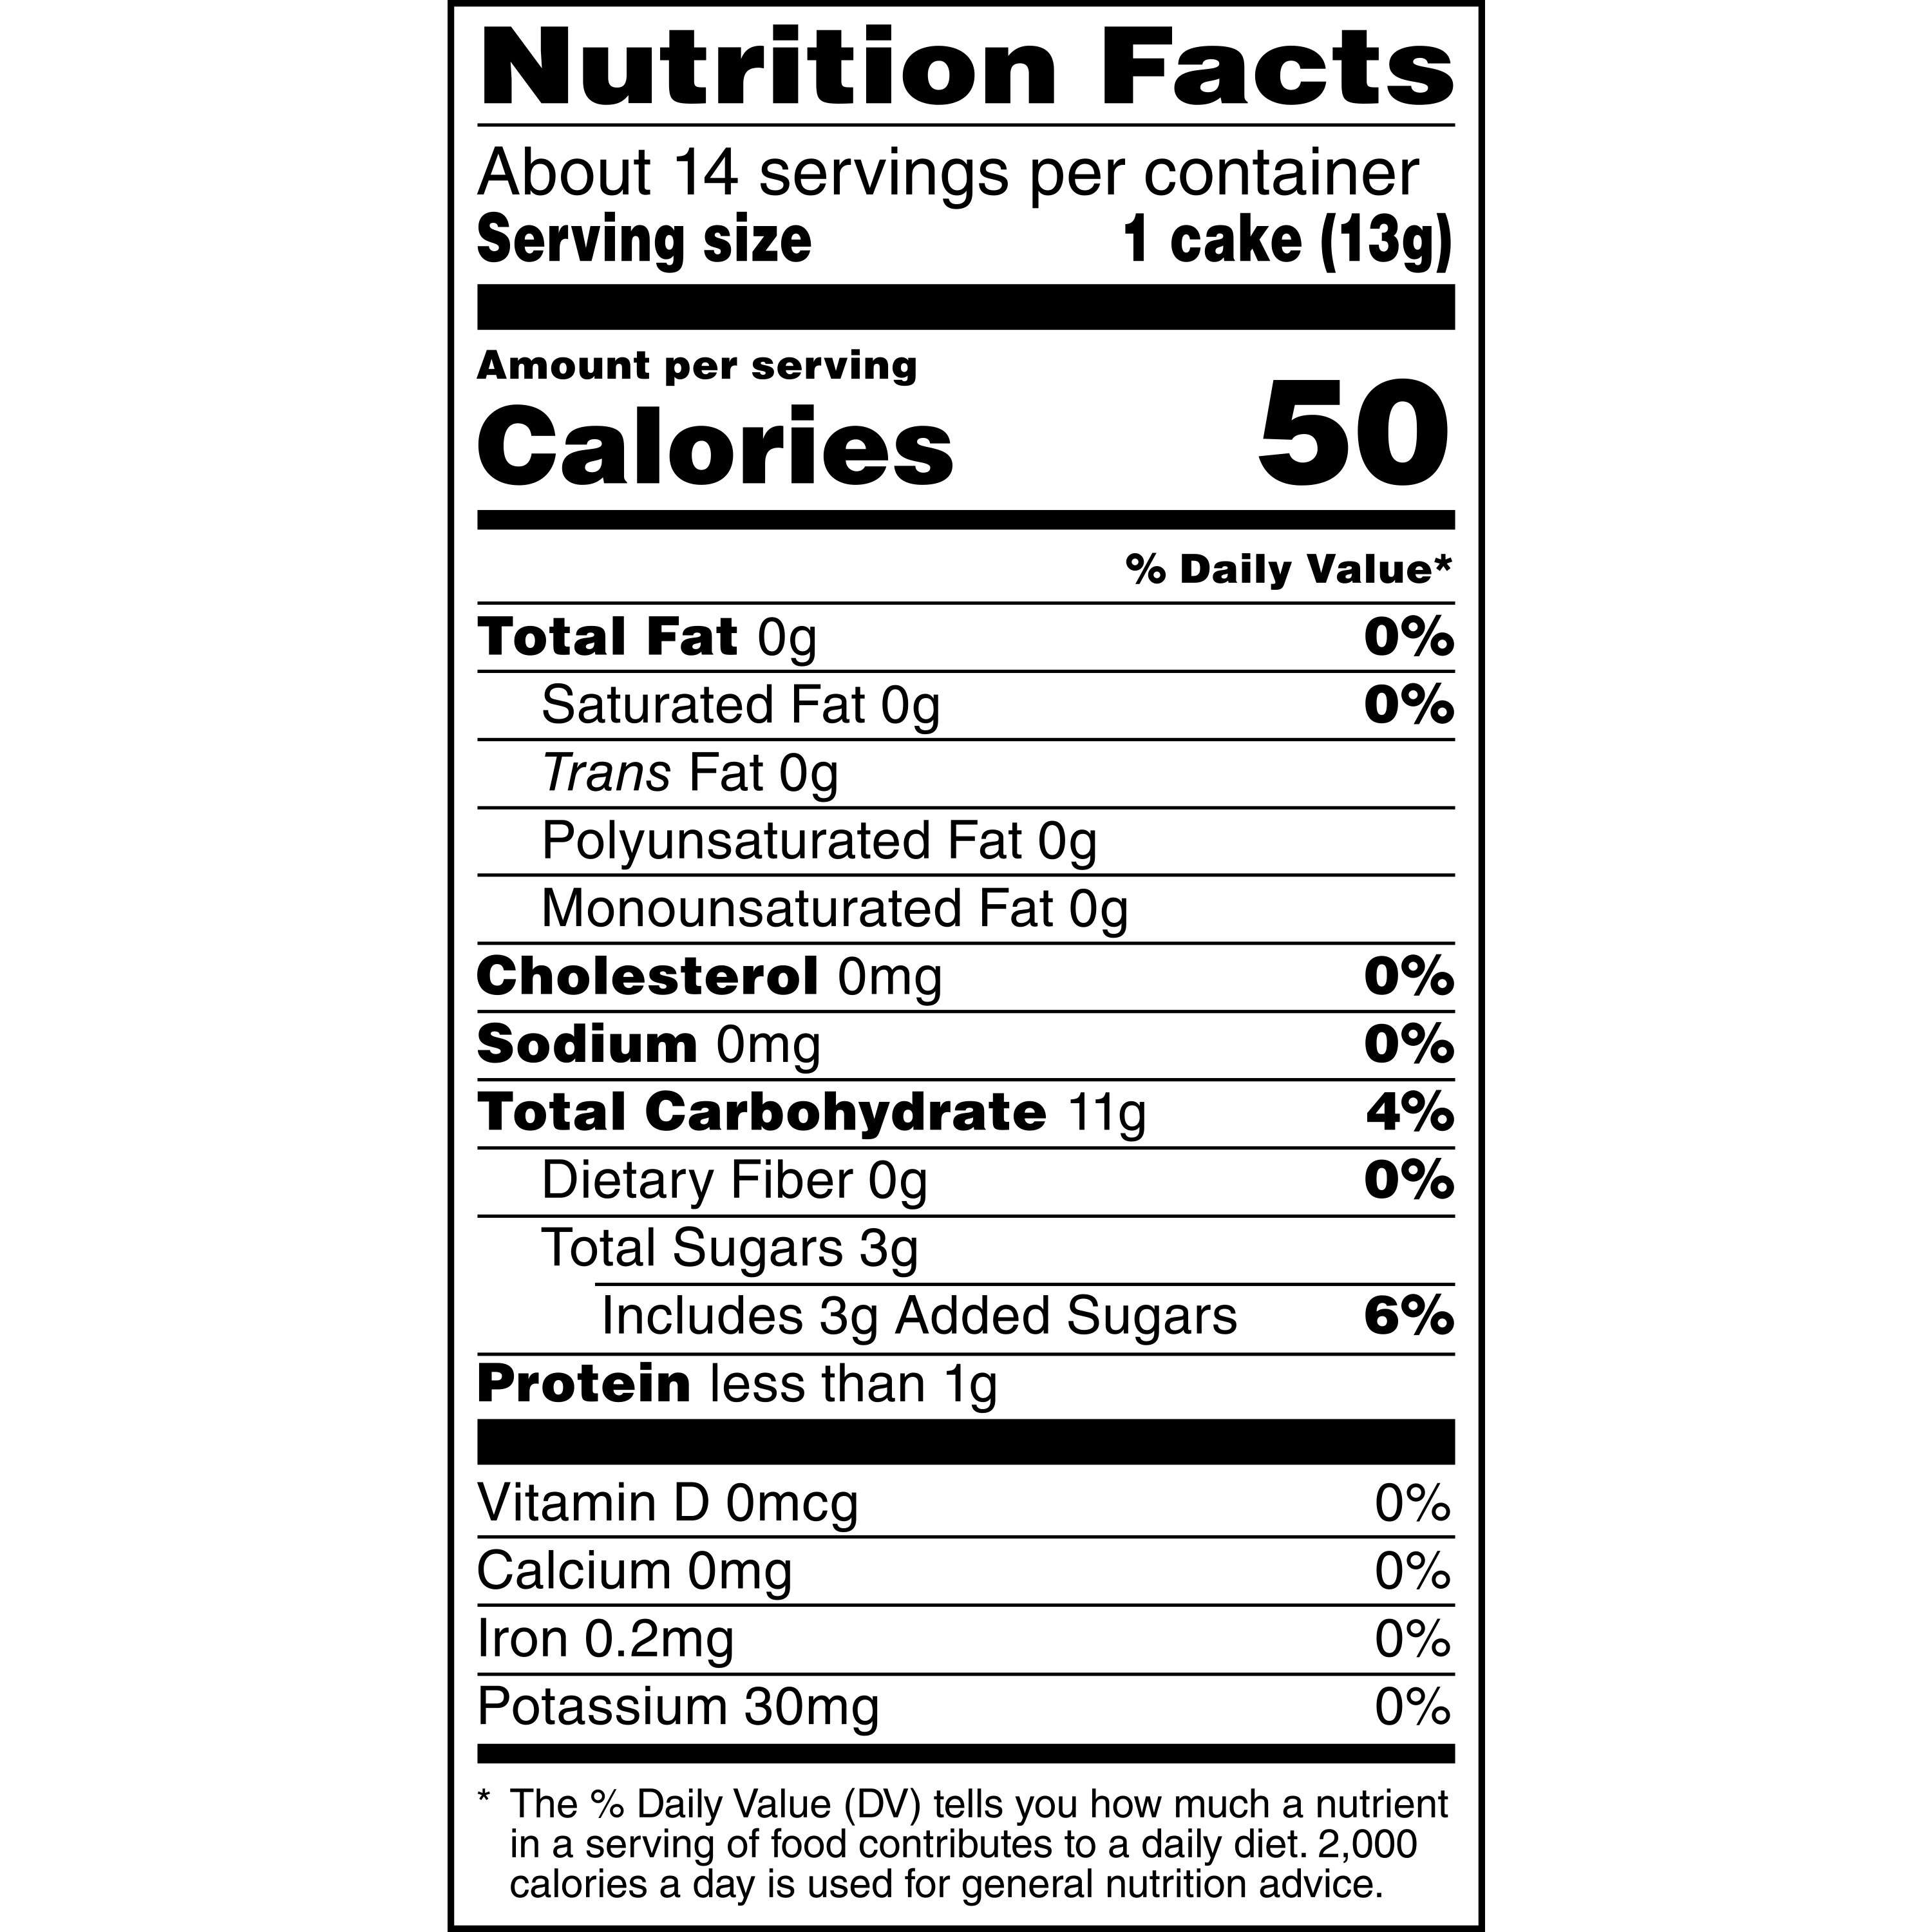 Nutrition Facts
About 14 servings per container
Serving size 1 cake (13g)
Amount per serving
Calories 50
% Daily Value*
Total Fat 0g 0%
Saturated Fat 0g 0%
Trans Fat 0g
Polyunsaturated Fat 0g
Monounsaturated Fat 0g
Cholesterol 0mg 0%
Sodium 0mg 0%
Total Carbohydrate 11g 4%
Dietary Fiber 0g 0%
Total Sugars 3g
Includes 3g Added Sugars 6%
Protein less than 1g
Vitamin D 0mcg 0%
Calcium 0mg 0%
Iron 0.2mg 0%
Potassium 30mg 0%
* The % Daily Value (DV) tells you how much a nutrient
in a serving of food contributes to a daily diet. 2,000
calories a day is used for general nutrition advice.